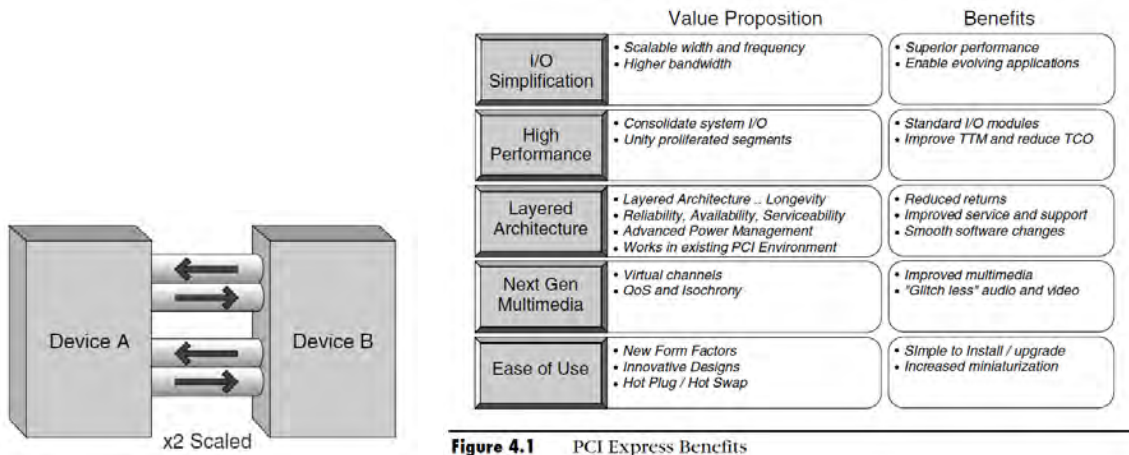 Device A
Device B
x2 Scaled
Value Proposition
Benefits
I/O
Simplification
• Scalable width and frequency
• Higher bandwidth
• Superior performance
• Enable evolving applications
High
Performance
• Consolidate system I/O
• Unity proliferated segments
• Standard I/O modules
• Improve TTM and reduce TCO
Layered
Architecture
• Layered Architecture .. Longevity
• Reliability, Availability, Serviceability
• Advanced Power Management
• Works in existing PCI Environment
• Reduced returns
• Improved service and support
• Smooth software changes
Next Gen
Multimedia
• Virtual channels
• QoS and Isochrony
• Improved multimedia
• "Glitch less" audio and video
Ease of Use
• New Form Factors
• Innovative Designs
• Hot Plug / Hot Swap
• SImple to Install / upgrade
• Increased miniaturization
Figure 4.1 PCI Express Benefits